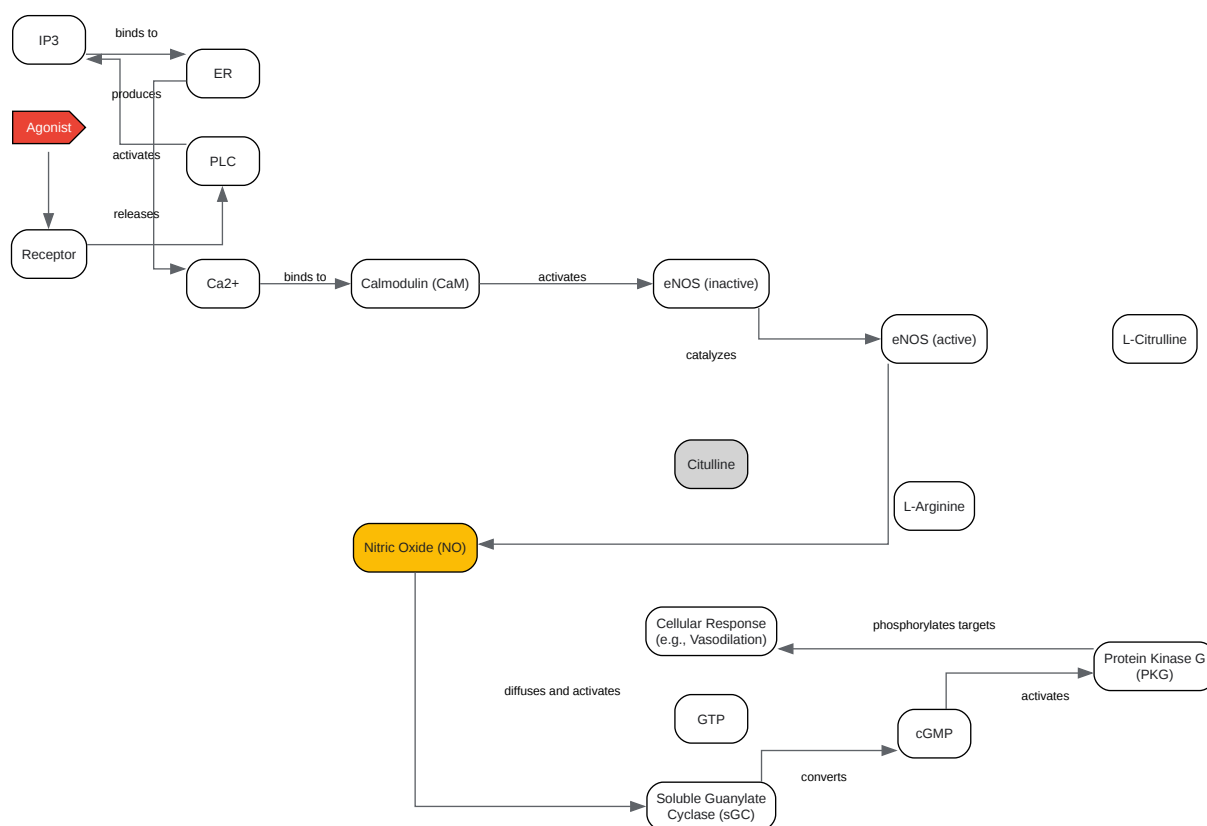 binds to
IP3
ER
produces
Agonist
activates
PLC
releases
Receptor
Ca2+
binds to
Calmodulin (CaM)
activates
eNOS (inactive)
eNOS (active)
L-Citrulline
catalyzes
Citulline
L-Arginine
Nitric Oxide (NO)
Cellular Response
(e.g., Vasodilation)
phosphorylates targets
Protein Kinase G
(PKG)
diffuses and activates
activates
GTP
cGMP
converts
Soluble Guanylate
Cyclase (sGC)